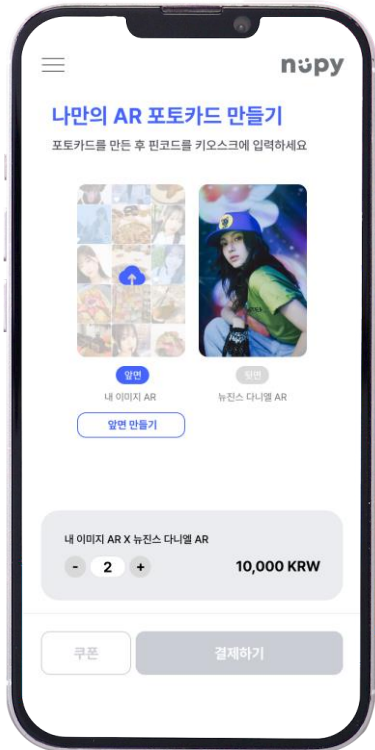 nüpy
나만의 AR 포토카드 만들기
포토카드를 만든 후 핀코드를 키오스크에 입력하세요
앞면
뒷면
내 이미지 AR
뉴진스 다니엘 AR
앞면 만들기
내 이미지 AR X 뉴진스 다니엘 AR
- 2 +
10,000 KRW
쿠폰
결제하기